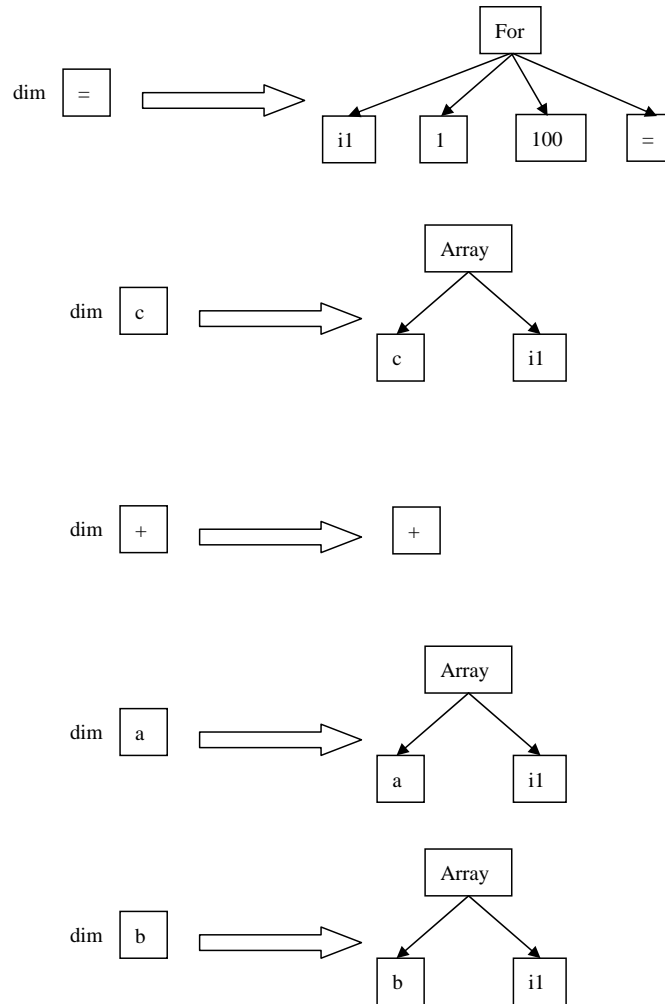 For
dim =
i1 1 100 =
Array
dim c
c i1
dim + +
Array
dim a
a i1
Array
dim b
b i1